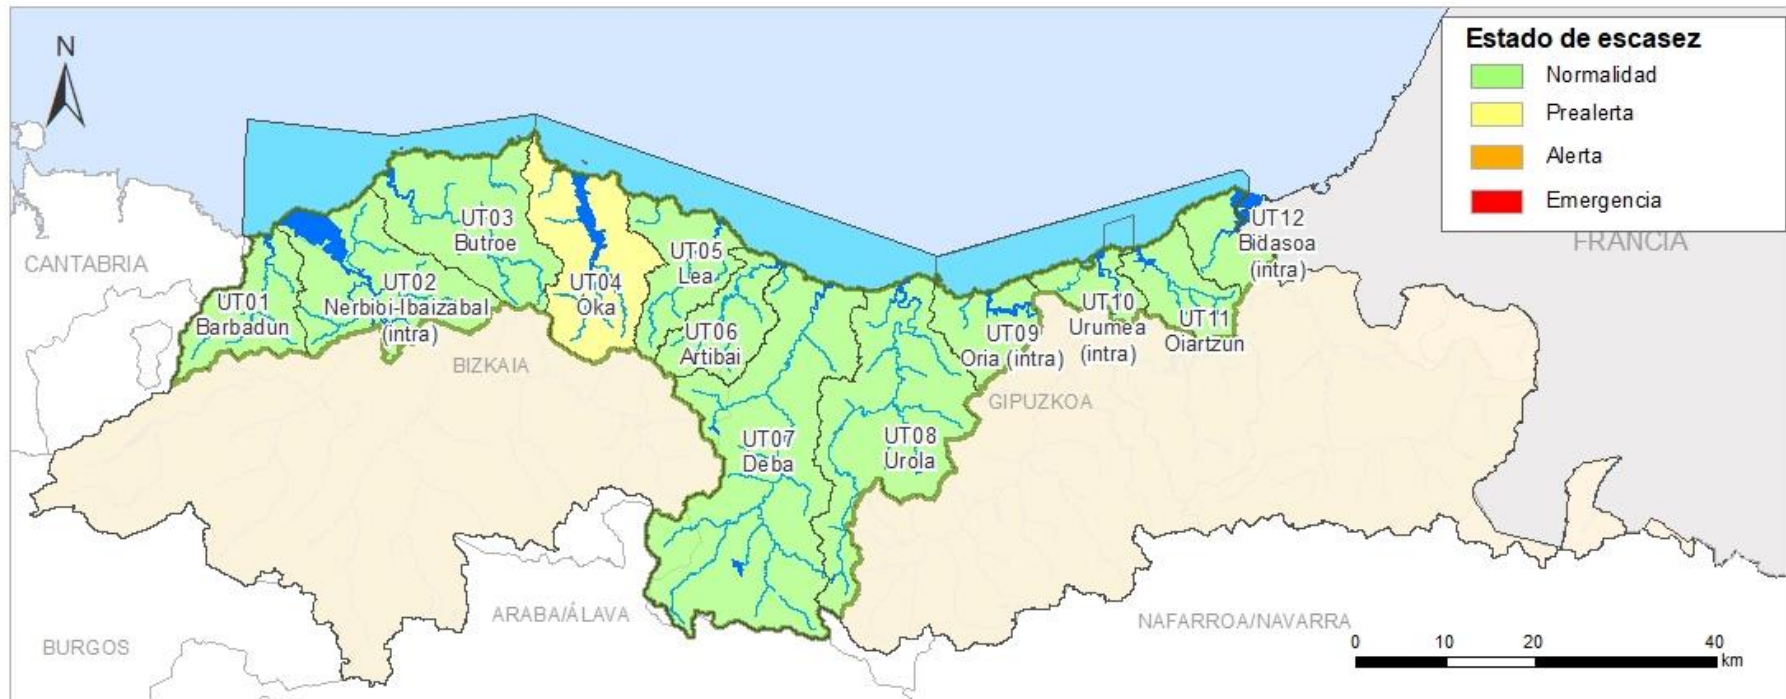 N
Estado de escasez
Normalidad
Prealerta
Alerta
Emergencia
FRANCIA
CANTABRIA
UT01
Barbadun
UT02
Nerbioi-Ibaizabal
(intra)
UT03
Butroe
UT04
Oka
UT05
Lea
UT06
Artibai
UT07
Deba
UT08
Urola
UT09
Oria (intra)
UT10
Urumea
(intra)
UT11
Oiartzun
UT12
Bidasoa
(intra)
BIZKAIA
GIPUZKOA
ARABA/ÁLAVA
NAFARROA/NAVARRA
BURGOS
0 10 20 40
km